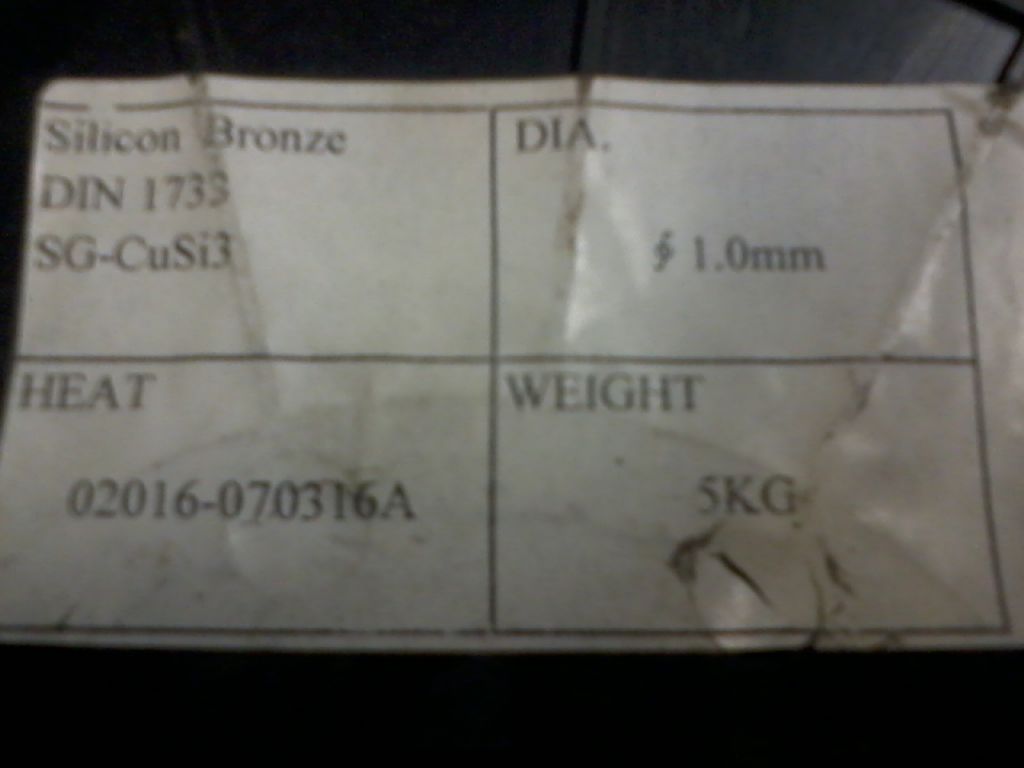 Silicon Bronze
DIN 1733
SG-CuSi3
DIA.
∮ 1.0mm
HEAT
02016-070316A
WEIGHT
5KG